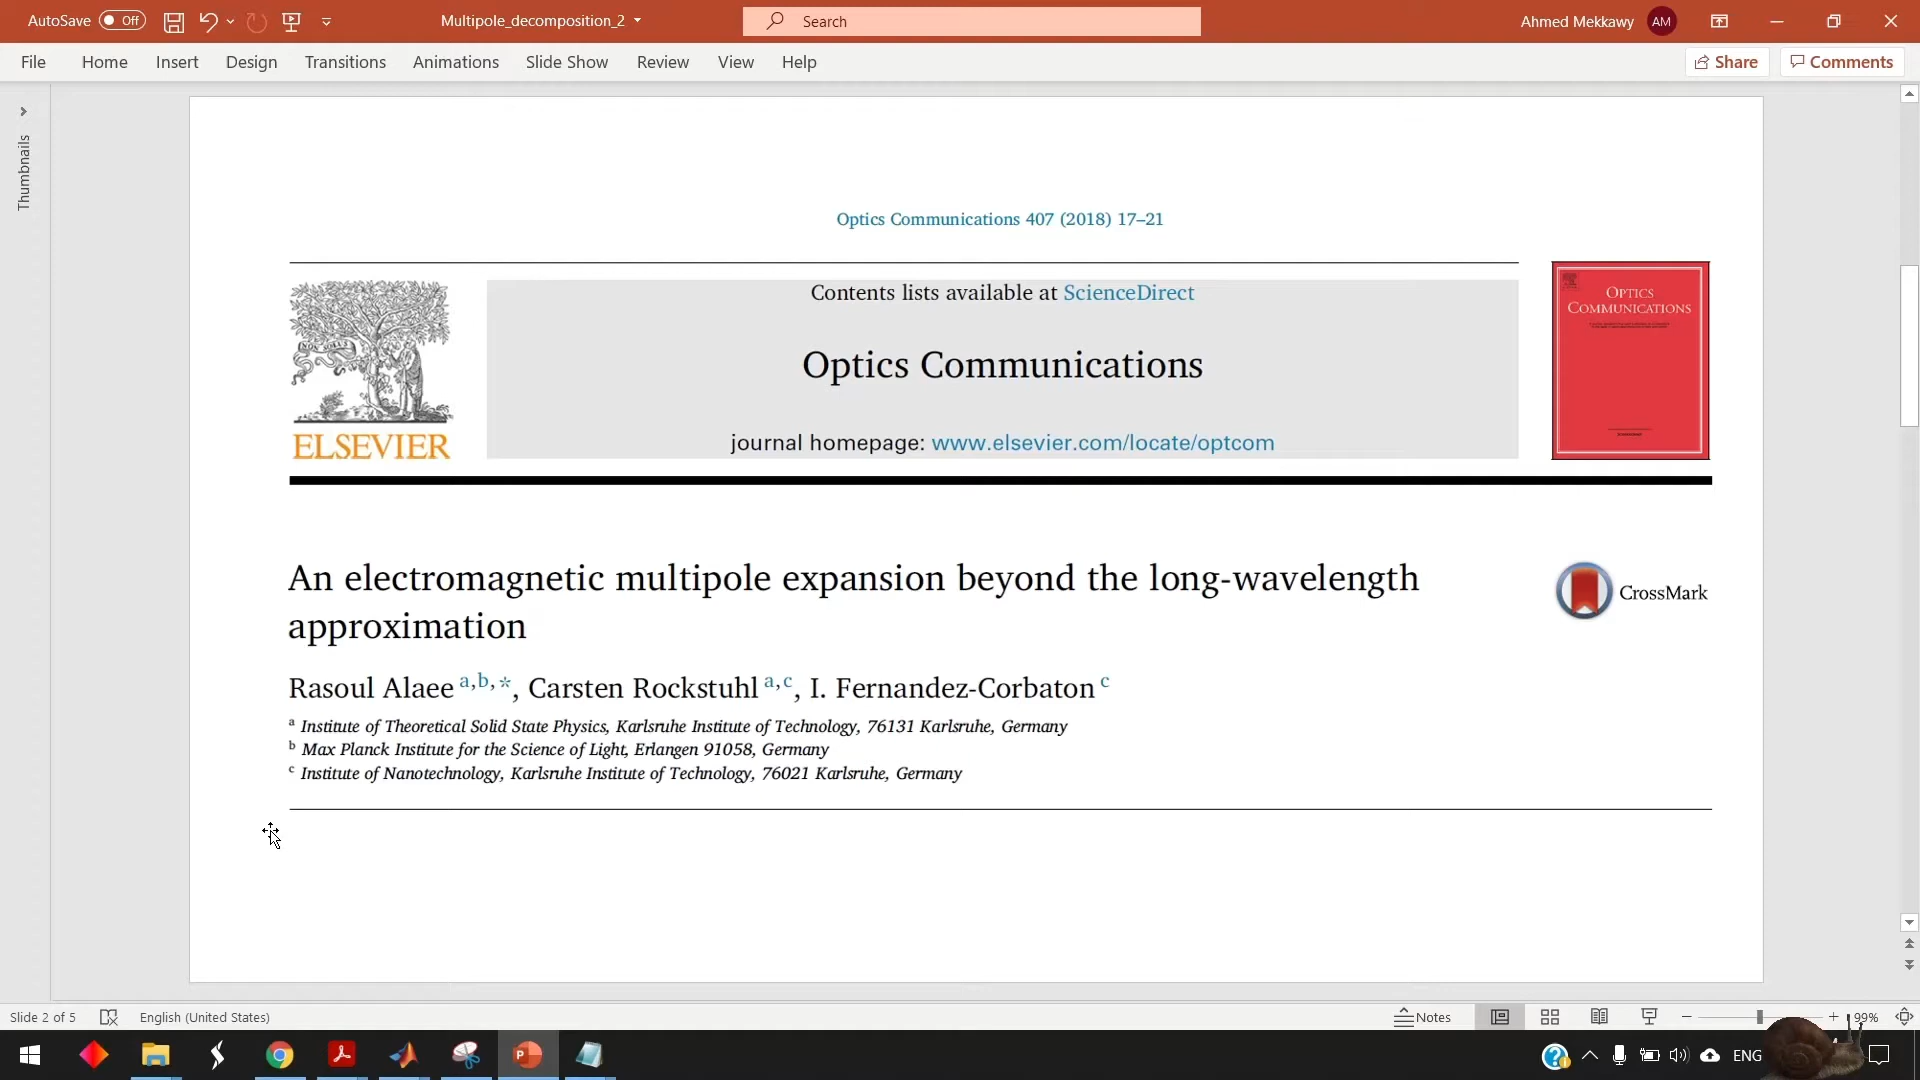 AutoSave Off
Multipole_decomposition_2
Search
Ahmed Mekkawy AM
File Home Insert Design Transitions Animations Slide Show Review View Help
Share
Comments
Thumbnails
Optics Communications 407 (2018) 17–21
Contents lists available at ScienceDirect
Optics Communications
journal homepage: www.elsevier.com/locate/optcom
NON SOLUS
ELSEVIER
OPTICS
COMMUNICATIONS
An electromagnetic multipole expansion beyond the long-wavelength
approximation
CrossMark
Rasoul Alaee a,b,*, Carsten Rockstuhl a,c, I. Fernandez-Corbaton c
a Institute of Theoretical Solid State Physics, Karlsruhe Institute of Technology, 76131 Karlsruhe, Germany
b Max Planck Institute for the Science of Light, Erlangen 91058, Germany
c Institute of Nanotechnology, Karlsruhe Institute of Technology, 76021 Karlsruhe, Germany
Slide 2 of 5
English (United States)
Notes
99%
ENG